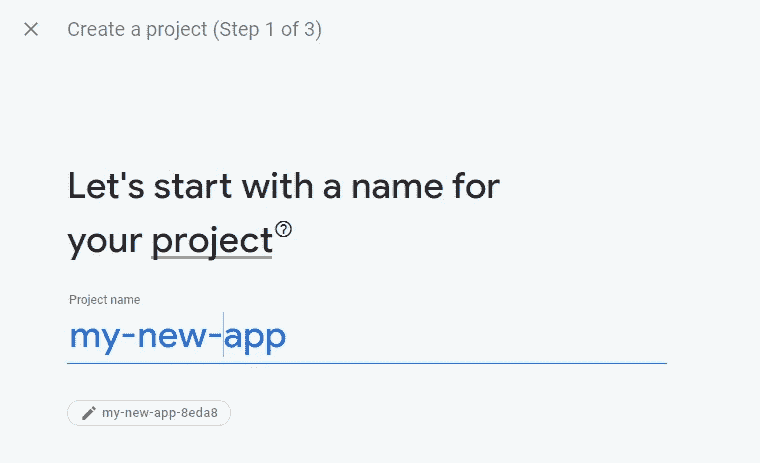 Create a project (Step 1 of 3)
Let's start with a name for
your project
Project name
my-new-app
my-new-app-8eda8